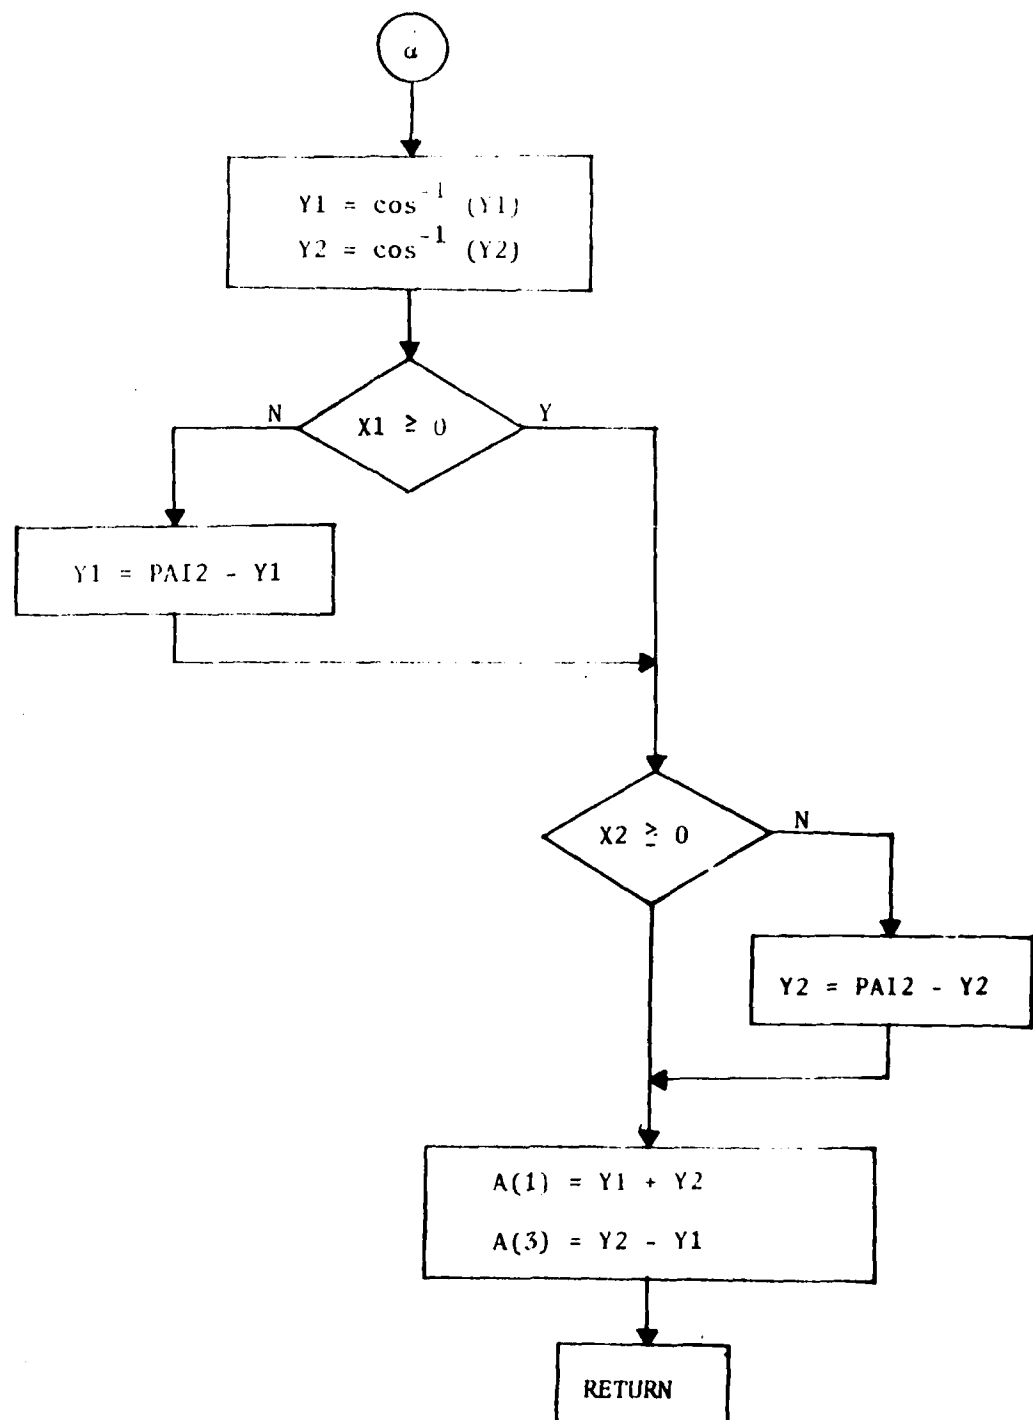 α
Y1 = cos⁻¹ (Y1)
Y2 = cos⁻¹ (Y2)
N
X1 ≥ 0
Y
Y1 = PAI2 - Y1
X2 ≥ 0
N
Y2 = PAI2 - Y2
A(1) = Y1 + Y2
A(3) = Y2 - Y1
RETURN